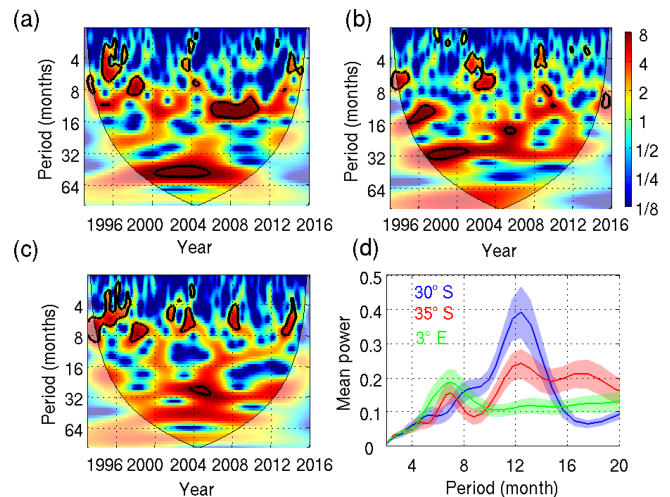 (a)
Period (months)
4
8
16
32
64
1996 2000 2004 2008 2012 2016
Year
(b)
Period (months)
4
8
16
32
64
1996 2000 2004 2008 2012 2016
Year
8
4
2
1
1/2
1/4
1/8
(c)
Period (months)
4
8
16
32
64
1996 2000 2004 2008 2012 2016
Year
(d)
Mean power
0.5
0.4
0.3
0.2
0.1
0
30° S
35° S
3° E
4 8 12 16 20
Period (month)